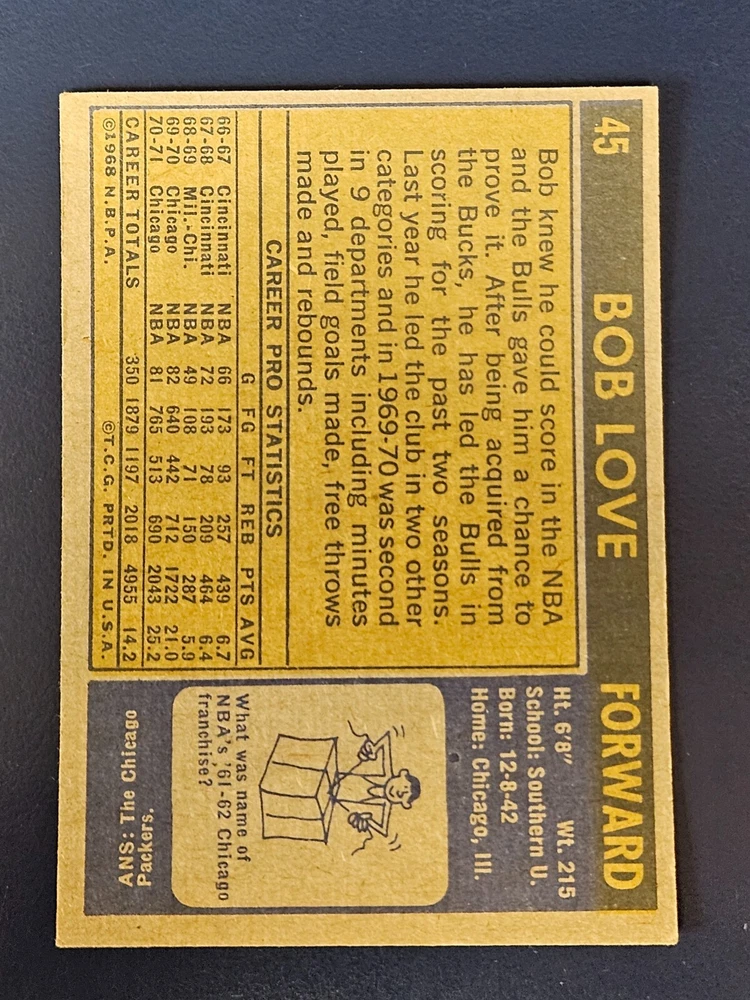 45 BOB LOVE FORWARD
Bob knew he could score in the NBA
and the Bulls gave him a chance to
prove it. After being acquired from
the Bucks, he has led the Bulls in
scoring for the past two seasons.
Last year he led the club in two other
categories and in 1969-70 was second
in 9 departments including minutes
played, field goals made, free throws
made and rebounds.
CAREER PRO STATISTICS
G FG FT REB PTS AVG
66-67 Cincinnati NBA 66 173 93 257 439 6.7
67-68 Cincinnati NBA 72 193 78 209 464 6.4
68-69 Mil.-Chi. NBA 49 108 71 150 287 5.9
69-70 Chicago NBA 82 640 442 712 1722 21.0
70-71 Chicago NBA 81 765 513 690 2043 25.2
CAREER TOTALS 350 1879 1197 2018 4955 14.2
©1968 N.B.P.A. ©T.C.G. PRTD. IN U.S.A.
Ht. 6'8" Wt. 215
School: Southern U.
Born: 12-8-42
Home: Chicago, Ill.
What was name of
NBA's '61-62 Chicago
franchise?
ANS: The Chicago
Packers.